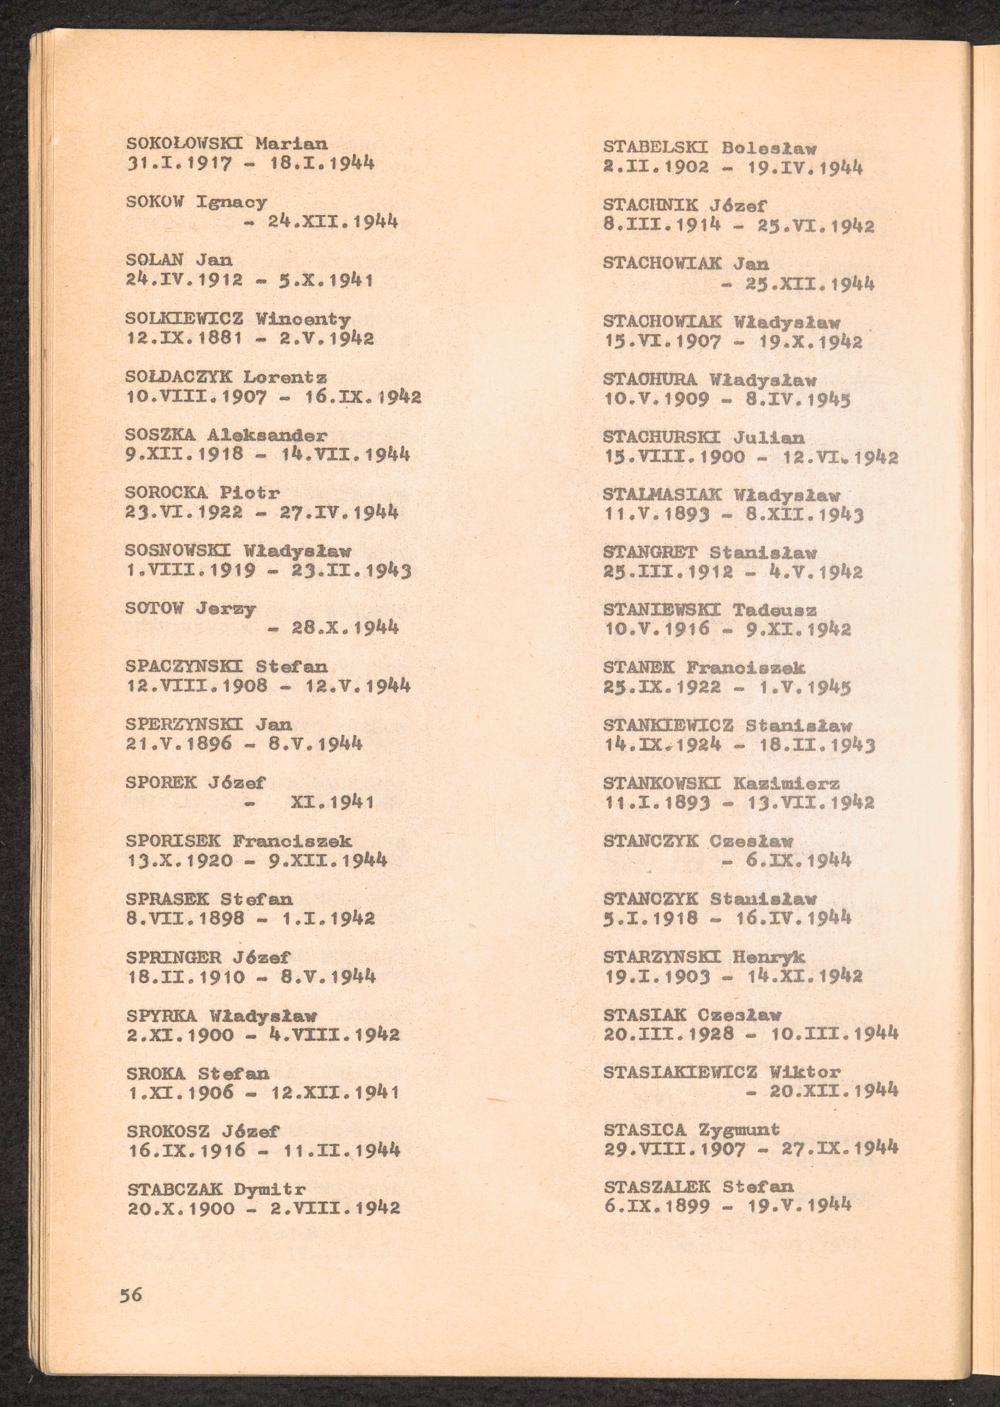 SOKOŁOWSKI Marian
31.I.1917 - 18.I.1944
SOKOW Ignacy
- 24.XII.1944
SOLAN Jan
24.IV.1912 - 5.X.1941
SOLKIEWICZ Wincenty
12.IX.1881 - 2.V.1942
SOŁDACZYK Lorentz
10.VIII.1907 - 16.IX.1942
SOSZKA Aleksander
9.XII.1918 - 14.VII.1944
SOROCKA Piotr
23.VI.1922 - 27.IV.1944
SOSNOWSKI Władysław
1.VIII.1919 - 23.II.1943
SOTOW Jerzy
- 28.X.1944
SPACZYNSKI Stefan
12.VIII.1908 - 12.V.1944
SPERZYNSKI Jan
21.V.1896 - 8.V.1944
SPOREK Józef
- XI.1941
SPORISEK Franciszek
13.X.1920 - 9.XII.1944
SPRASEK Stefan
8.VII.1898 - 1.I.1942
SPRINGER Józef
18.II.1910 - 8.V.1944
SPYRKA Władysław
2.XI.1900 - 4.VIII.1942
SROKA Stefan
1.XI.1906 - 12.XII.1941
SROKOSZ Józef
16.IX.1916 - 11.II.1944
STABCZAK Dymitr
20.X.1900 - 2.VIII.1942
STABELSKI Bolesław
2.II.1902 - 19.IV.1944
STACHNIK Józef
8.III.1914 - 25.VI.1942
STACHOWIAK Jan
- 25.XII.1944
STACHOWIAK Władysław
15.VI.1907 - 19.X.1942
STACHURA Władysław
10.V.1909 - 8.IV.1945
STACHURSKI Julian
15.VIII.1900 - 12.VI.1942
STALMASIAK Władysław
11.V.1893 - 8.XII.1943
STANGRET Stanisław
25.III.1912 - 4.V.1942
STANIEWSKI Tadeusz
10.V.1916 - 9.XI.1942
STANEK Franciszek
25.IX.1922 - 1.V.1945
STANKIEWICZ Stanisław
14.IX.1924 - 18.II.1943
STANKOWSKI Kazimierz
11.I.1893 - 13.VII.1942
STANCZYK Czesław
- 6.IX.1944
STANCZYK Stanisław
5.I.1918 - 16.IV.1944
STARZYNSKI Henryk
19.I.1903 - 14.XI.1942
STASIAK Czesław
20.III.1928 - 10.III.1944
STASIAKIEWICZ Wiktor
- 20.XII.1944
STASICA Zygmunt
29.VIII.1907 - 27.IX.1944
STASZALEK Stefan
6.IX.1899 - 19.V.1944
56